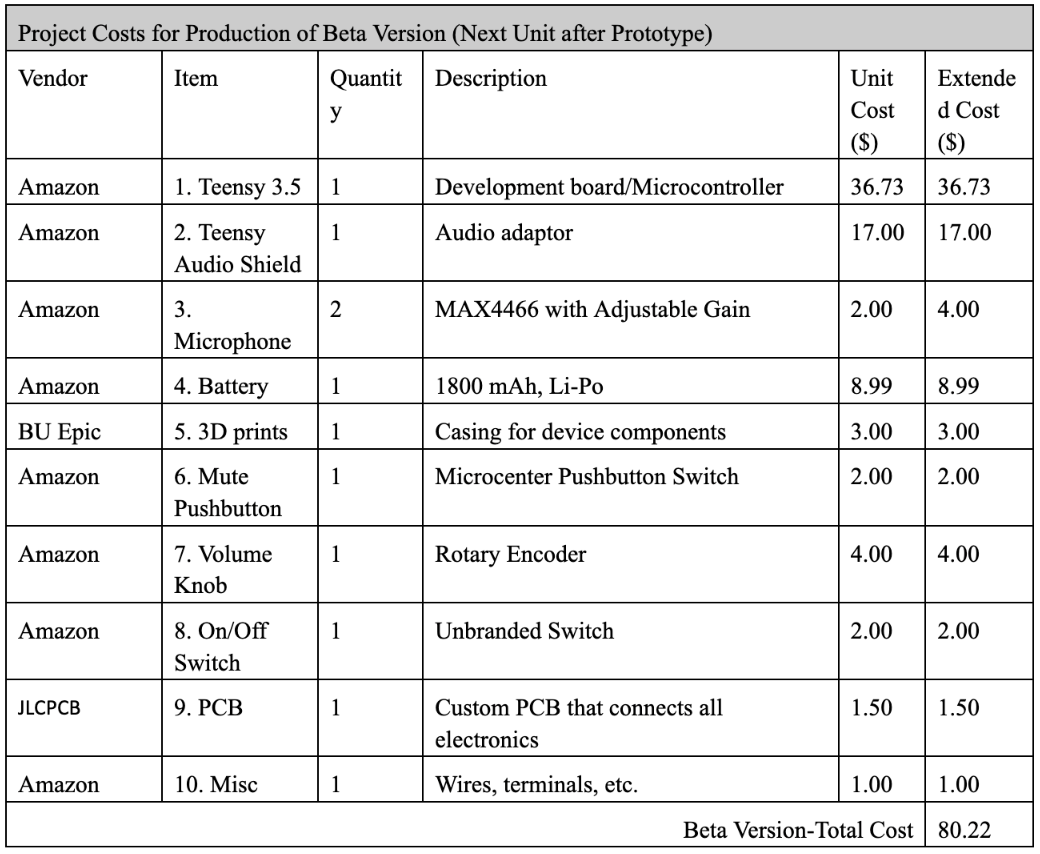 Project Costs for Production of Beta Version (Next Unit after Prototype)
Vendor Item Quantit Description Unit Extende
y Cost d Cost
($) ($)
Amazon 1. Teensy 3.5 1 Development board/Microcontroller 36.73 36.73
Amazon 2. Teensy 1 Audio adaptor 17.00 17.00
Audio Shield
Amazon 3. 2 MAX4466 with Adjustable Gain 2.00 4.00
Microphone
Amazon 4. Battery 1 1800 mAh, Li-Po 8.99 8.99
BU Epic 5. 3D prints 1 Casing for device components 3.00 3.00
Amazon 6. Mute 1 Microcenter Pushbutton Switch 2.00 2.00
Pushbutton
Amazon 7. Volume 1 Rotary Encoder 4.00 4.00
Knob
Amazon 8. On/Off 1 Unbranded Switch 2.00 2.00
Switch
JLCPCB 9. PCB 1 Custom PCB that connects all 1.50 1.50
electronics
Amazon 10. Misc 1 Wires, terminals, etc. 1.00 1.00
Beta Version-Total Cost 80.22